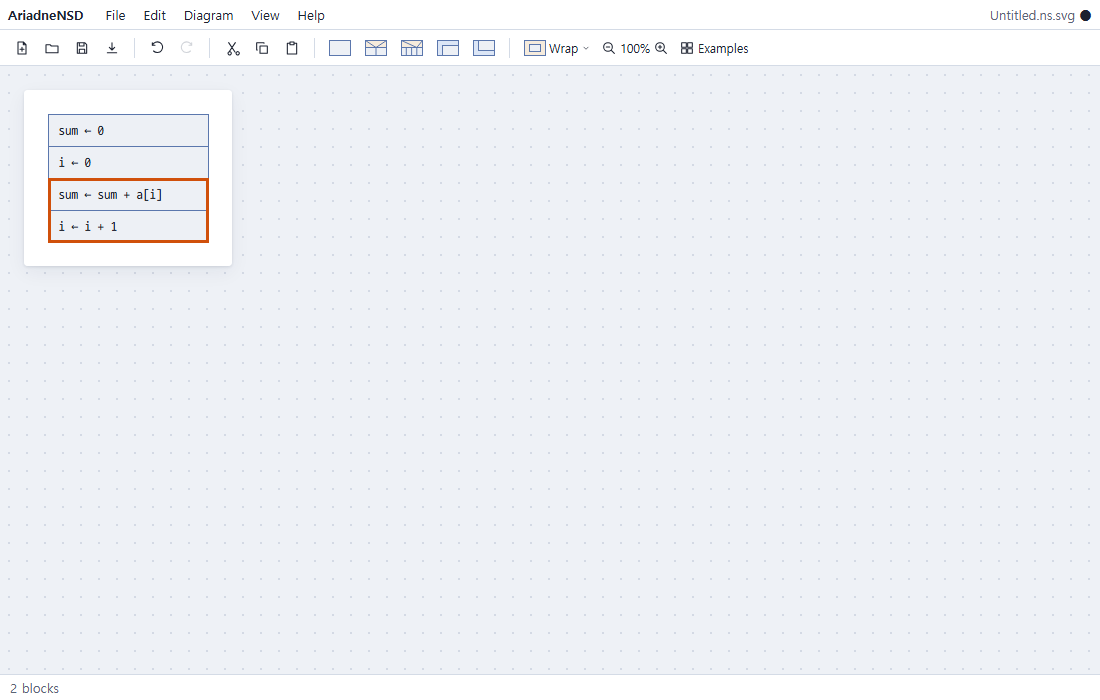 AriadneNSD File Edit Diagram View Help Untitled.ns.svg
Wrap 100% Examples
sum ← 0
i ← 0
sum ← sum + a[i]
i ← i + 1
2 blocks